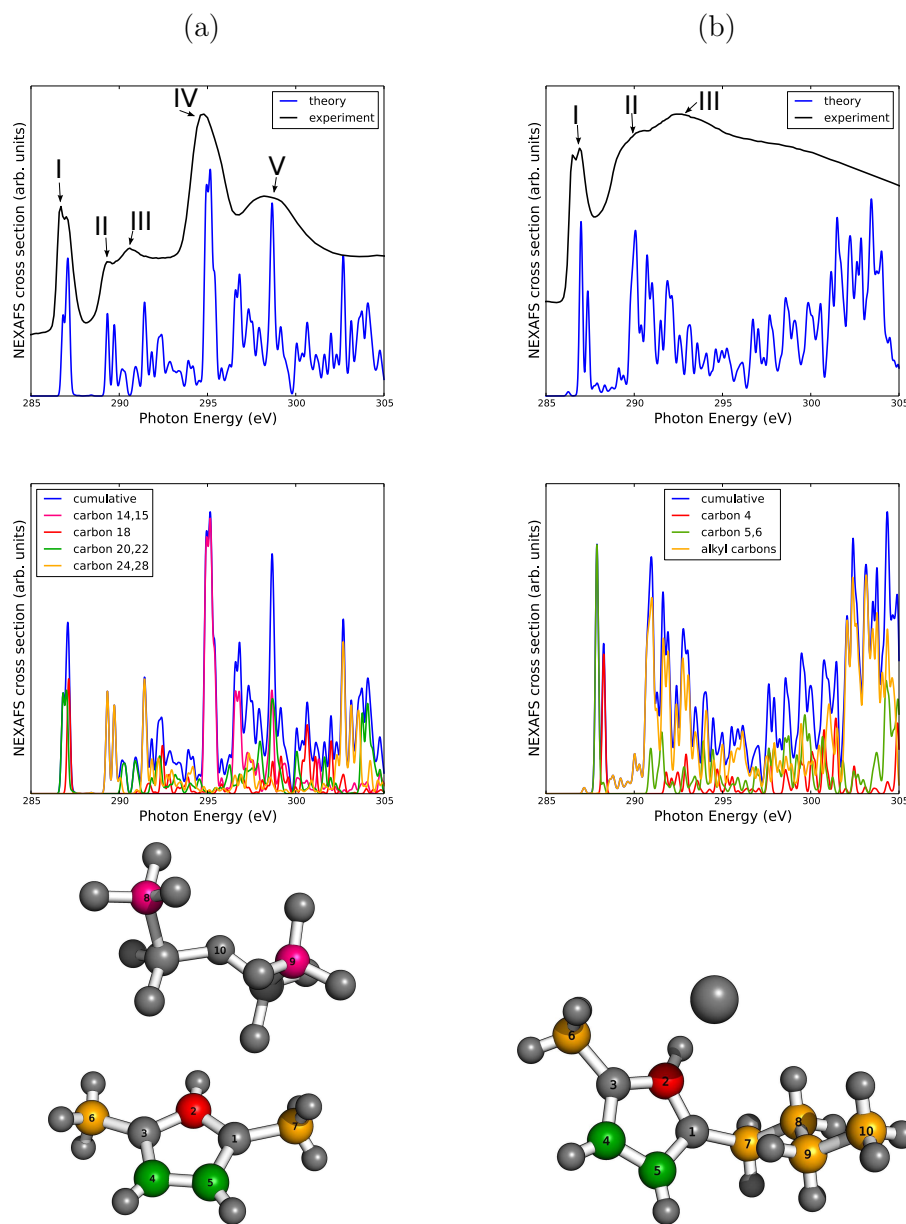 (a)
(b)
NEXAFS cross section (arb. units)
I
II
III
IV
V
theory
experiment
285
290
295
300
305
Photon Energy (eV)
NEXAFS cross section (arb. units)
I
II
III
theory
experiment
285
290
295
300
305
Photon Energy (eV)
NEXAFS cross section (arb. units)
cumulative
carbon 14,15
carbon 18
carbon 20,22
carbon 24,28
285
290
295
300
305
Photon Energy (eV)
NEXAFS cross section (arb. units)
cumulative
carbon 4
carbon 5,6
alkyl carbons
285
290
295
300
305
Photon Energy (eV)
8
10
9
6
2
7
3
1
4
5
6
3
2
4
1
5
7
8
10
9